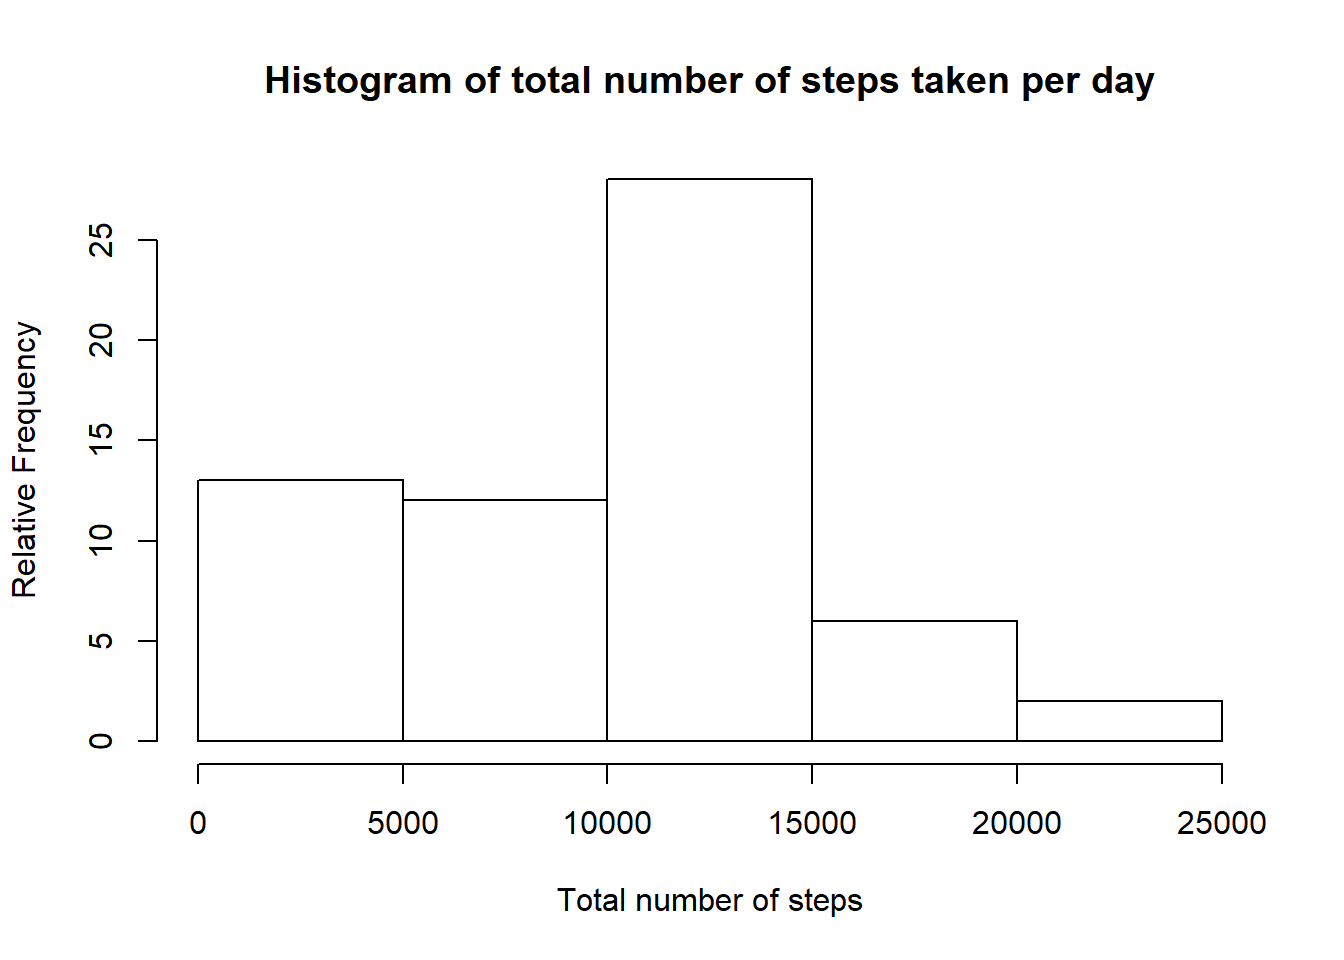 Histogram of total number of steps taken per day
Relative Frequency
25
20
15
10
5
0
0 5000 10000 15000 20000 25000
Total number of steps